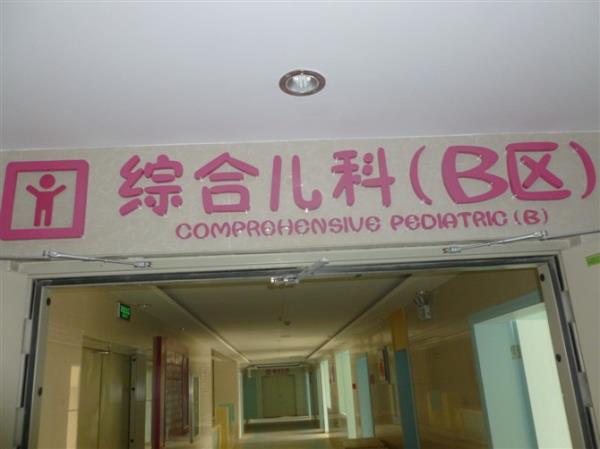 综合儿科(B区)
COMPREHENSIVE PEDIATRIC (B)